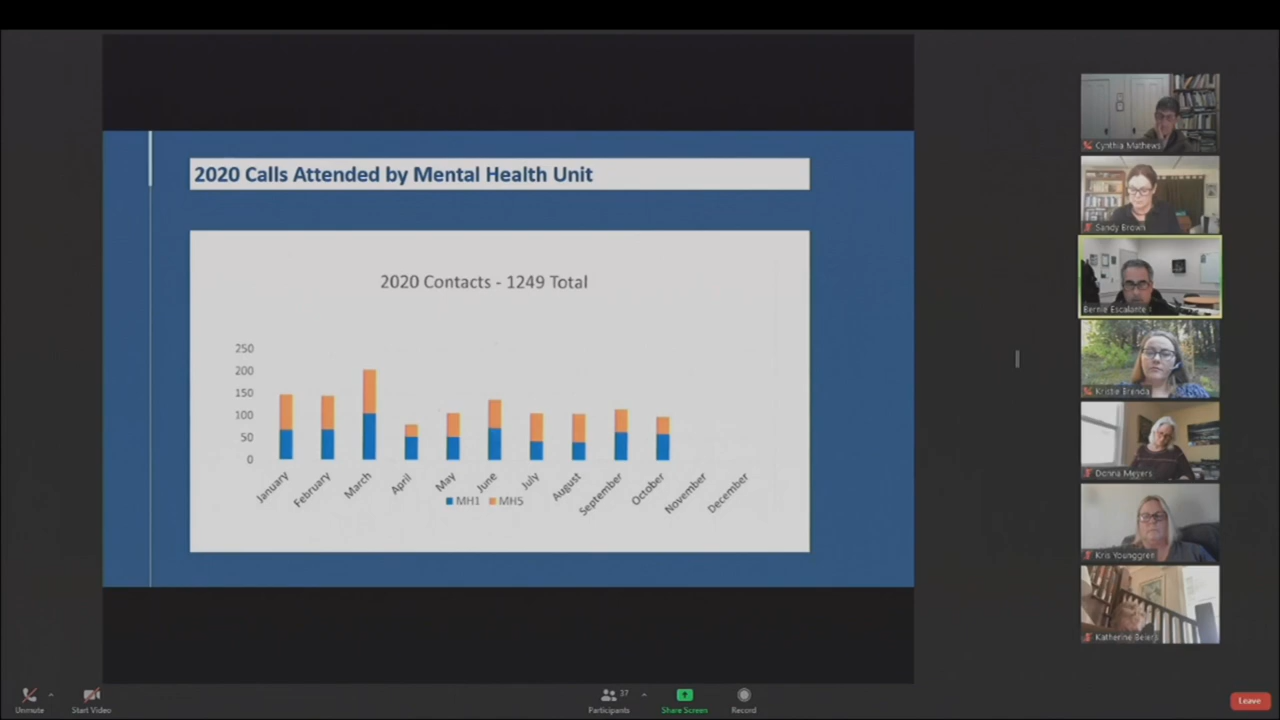 2020 Calls Attended by Mental Health Unit
2020 Contacts - 1249 Total
250
200
150
100
50
0
January
February
March
April
May
June
July
August
September
October
November
December
MH1
MH5
Cynthia Mathews
Sandy Brown
Bernie Escalante
Kristie Brenda
Donna Meyers
Kris Younggren
Katherine Beiers
Unmute
Start Video
37
Participants
Share Screen
Record
Leave